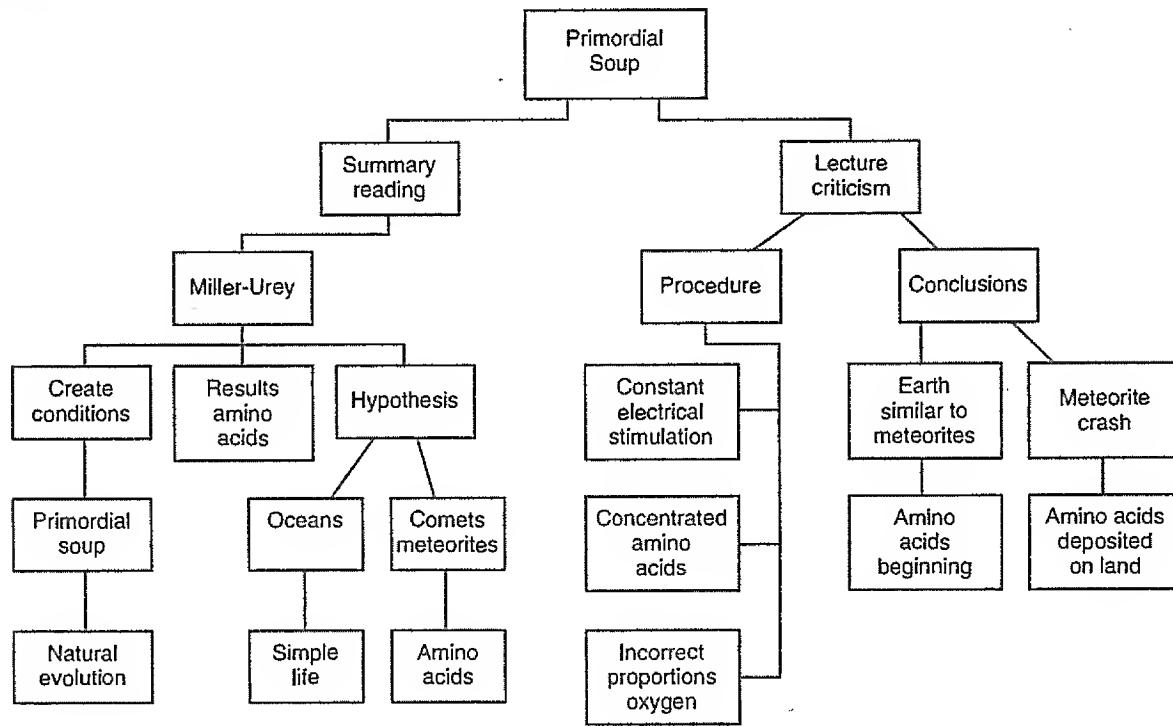 Primordial
Soup
Summary
reading
Lecture
criticism
Miller-Urey
Procedure
Conclusions
Create
conditions
Results
amino
acids
Hypothesis
Constant
electrical
stimulation
Earth
similar to
meteorites
Meteorite
crash
Primordial
soup
Oceans
Comets
meteorites
Concentrated
amino
acids
Amino
acids
beginning
Amino acids
deposited
on land
Natural
evolution
Simple
life
Amino
acids
Incorrect
proportions
oxygen